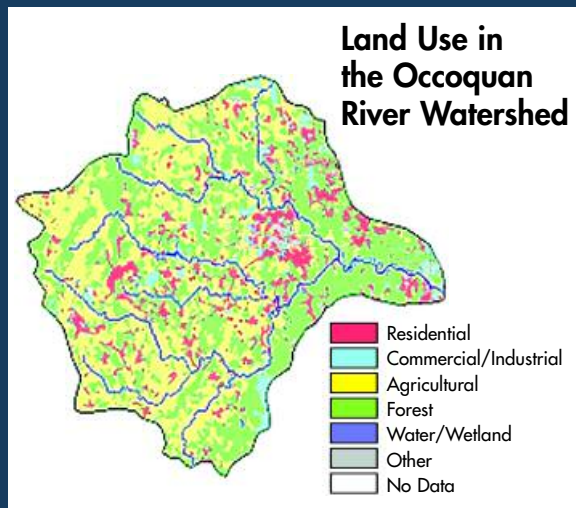 Land Use in
the Occoquan
River Watershed
Residential
Commercial/Industrial
Agricultural
Forest
Water/Wetland
Other
No Data